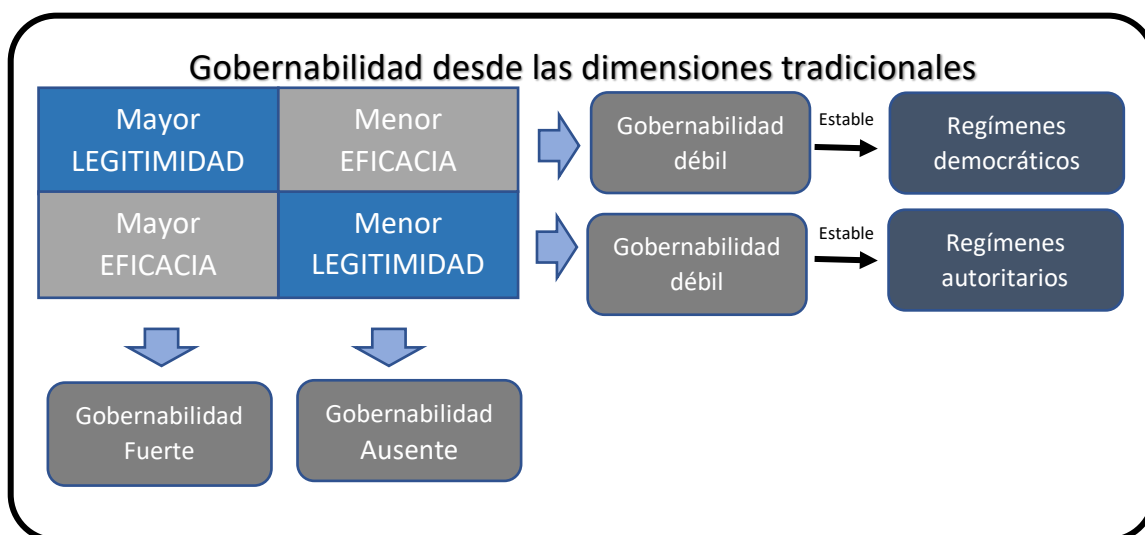 Gobernabilidad desde las dimensiones tradicionales
Mayor
LEGITIMIDAD
Menor
EFICACIA
Gobernabilidad
débil
Estable
Regímenes
democráticos
Mayor
EFICACIA
Menor
LEGITIMIDAD
Gobernabilidad
débil
Estable
Regímenes
autoritarios
Gobernabilidad
Fuerte
Gobernabilidad
Ausente